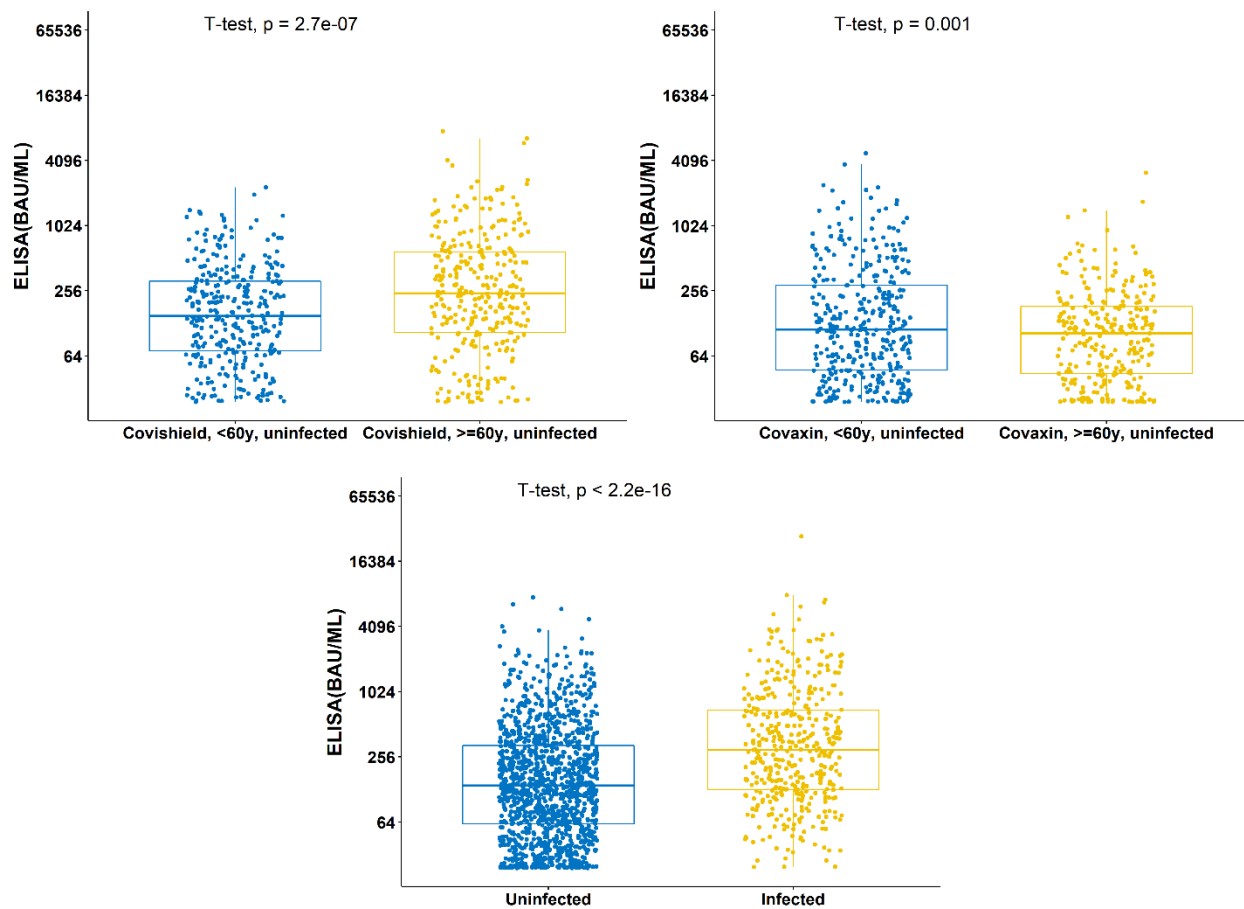 T-test, p = 2.7e-07
65536
16384
4096
1024
256
64
ELISA(BAU/ML)
Covishield, <60y, uninfected Covishield, >=60y, uninfected
T-test, p = 0.001
65536
16384
4096
1024
256
64
ELISA(BAU/ML)
Covaxin, <60y, uninfected Covaxin, >=60y, uninfected
T-test, p < 2.2e-16
65536
16384
4096
1024
256
64
ELISA(BAU/ML)
Uninfected Infected